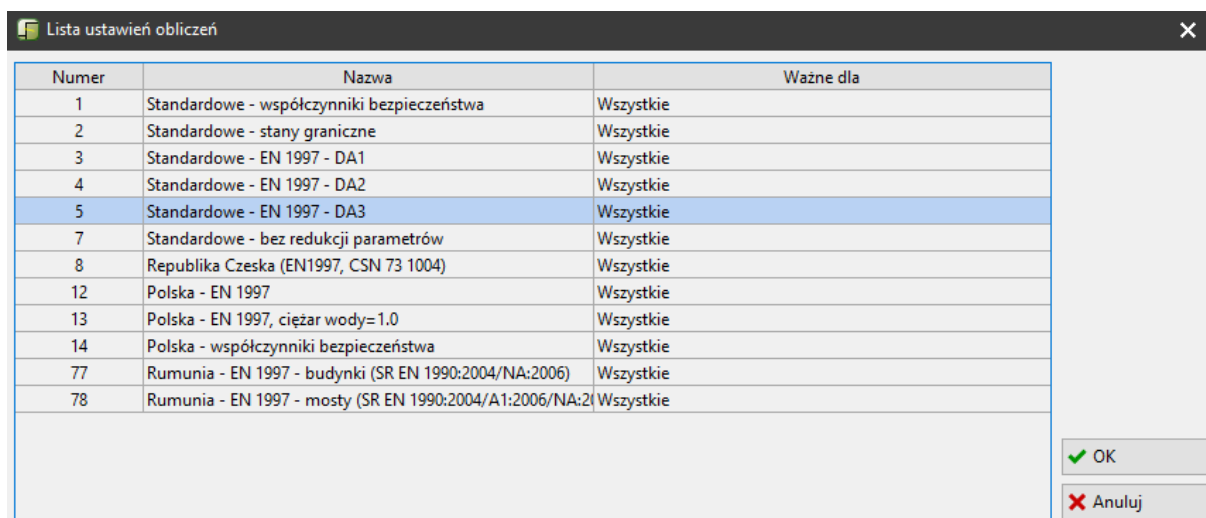 Lista ustawień obliczeń
Numer Nazwa Ważne dla
1 Standardowe - współczynniki bezpieczeństwa Wszystkie
2 Standardowe - stany graniczne Wszystkie
3 Standardowe - EN 1997 - DA1 Wszystkie
4 Standardowe - EN 1997 - DA2 Wszystkie
5 Standardowe - EN 1997 - DA3 Wszystkie
7 Standardowe - bez redukcji parametrów Wszystkie
8 Republika Czeska (EN1997, CSN 73 1004) Wszystkie
12 Polska - EN 1997 Wszystkie
13 Polska - EN 1997, ciężar wody=1.0 Wszystkie
14 Polska - współczynniki bezpieczeństwa Wszystkie
77 Rumunia - EN 1997 - budynki (SR EN 1990:2004/NA:2006) Wszystkie
78 Rumunia - EN 1997 - mosty (SR EN 1990:2004/A1:2006/NA:2( Wszystkie
OK
Anuluj